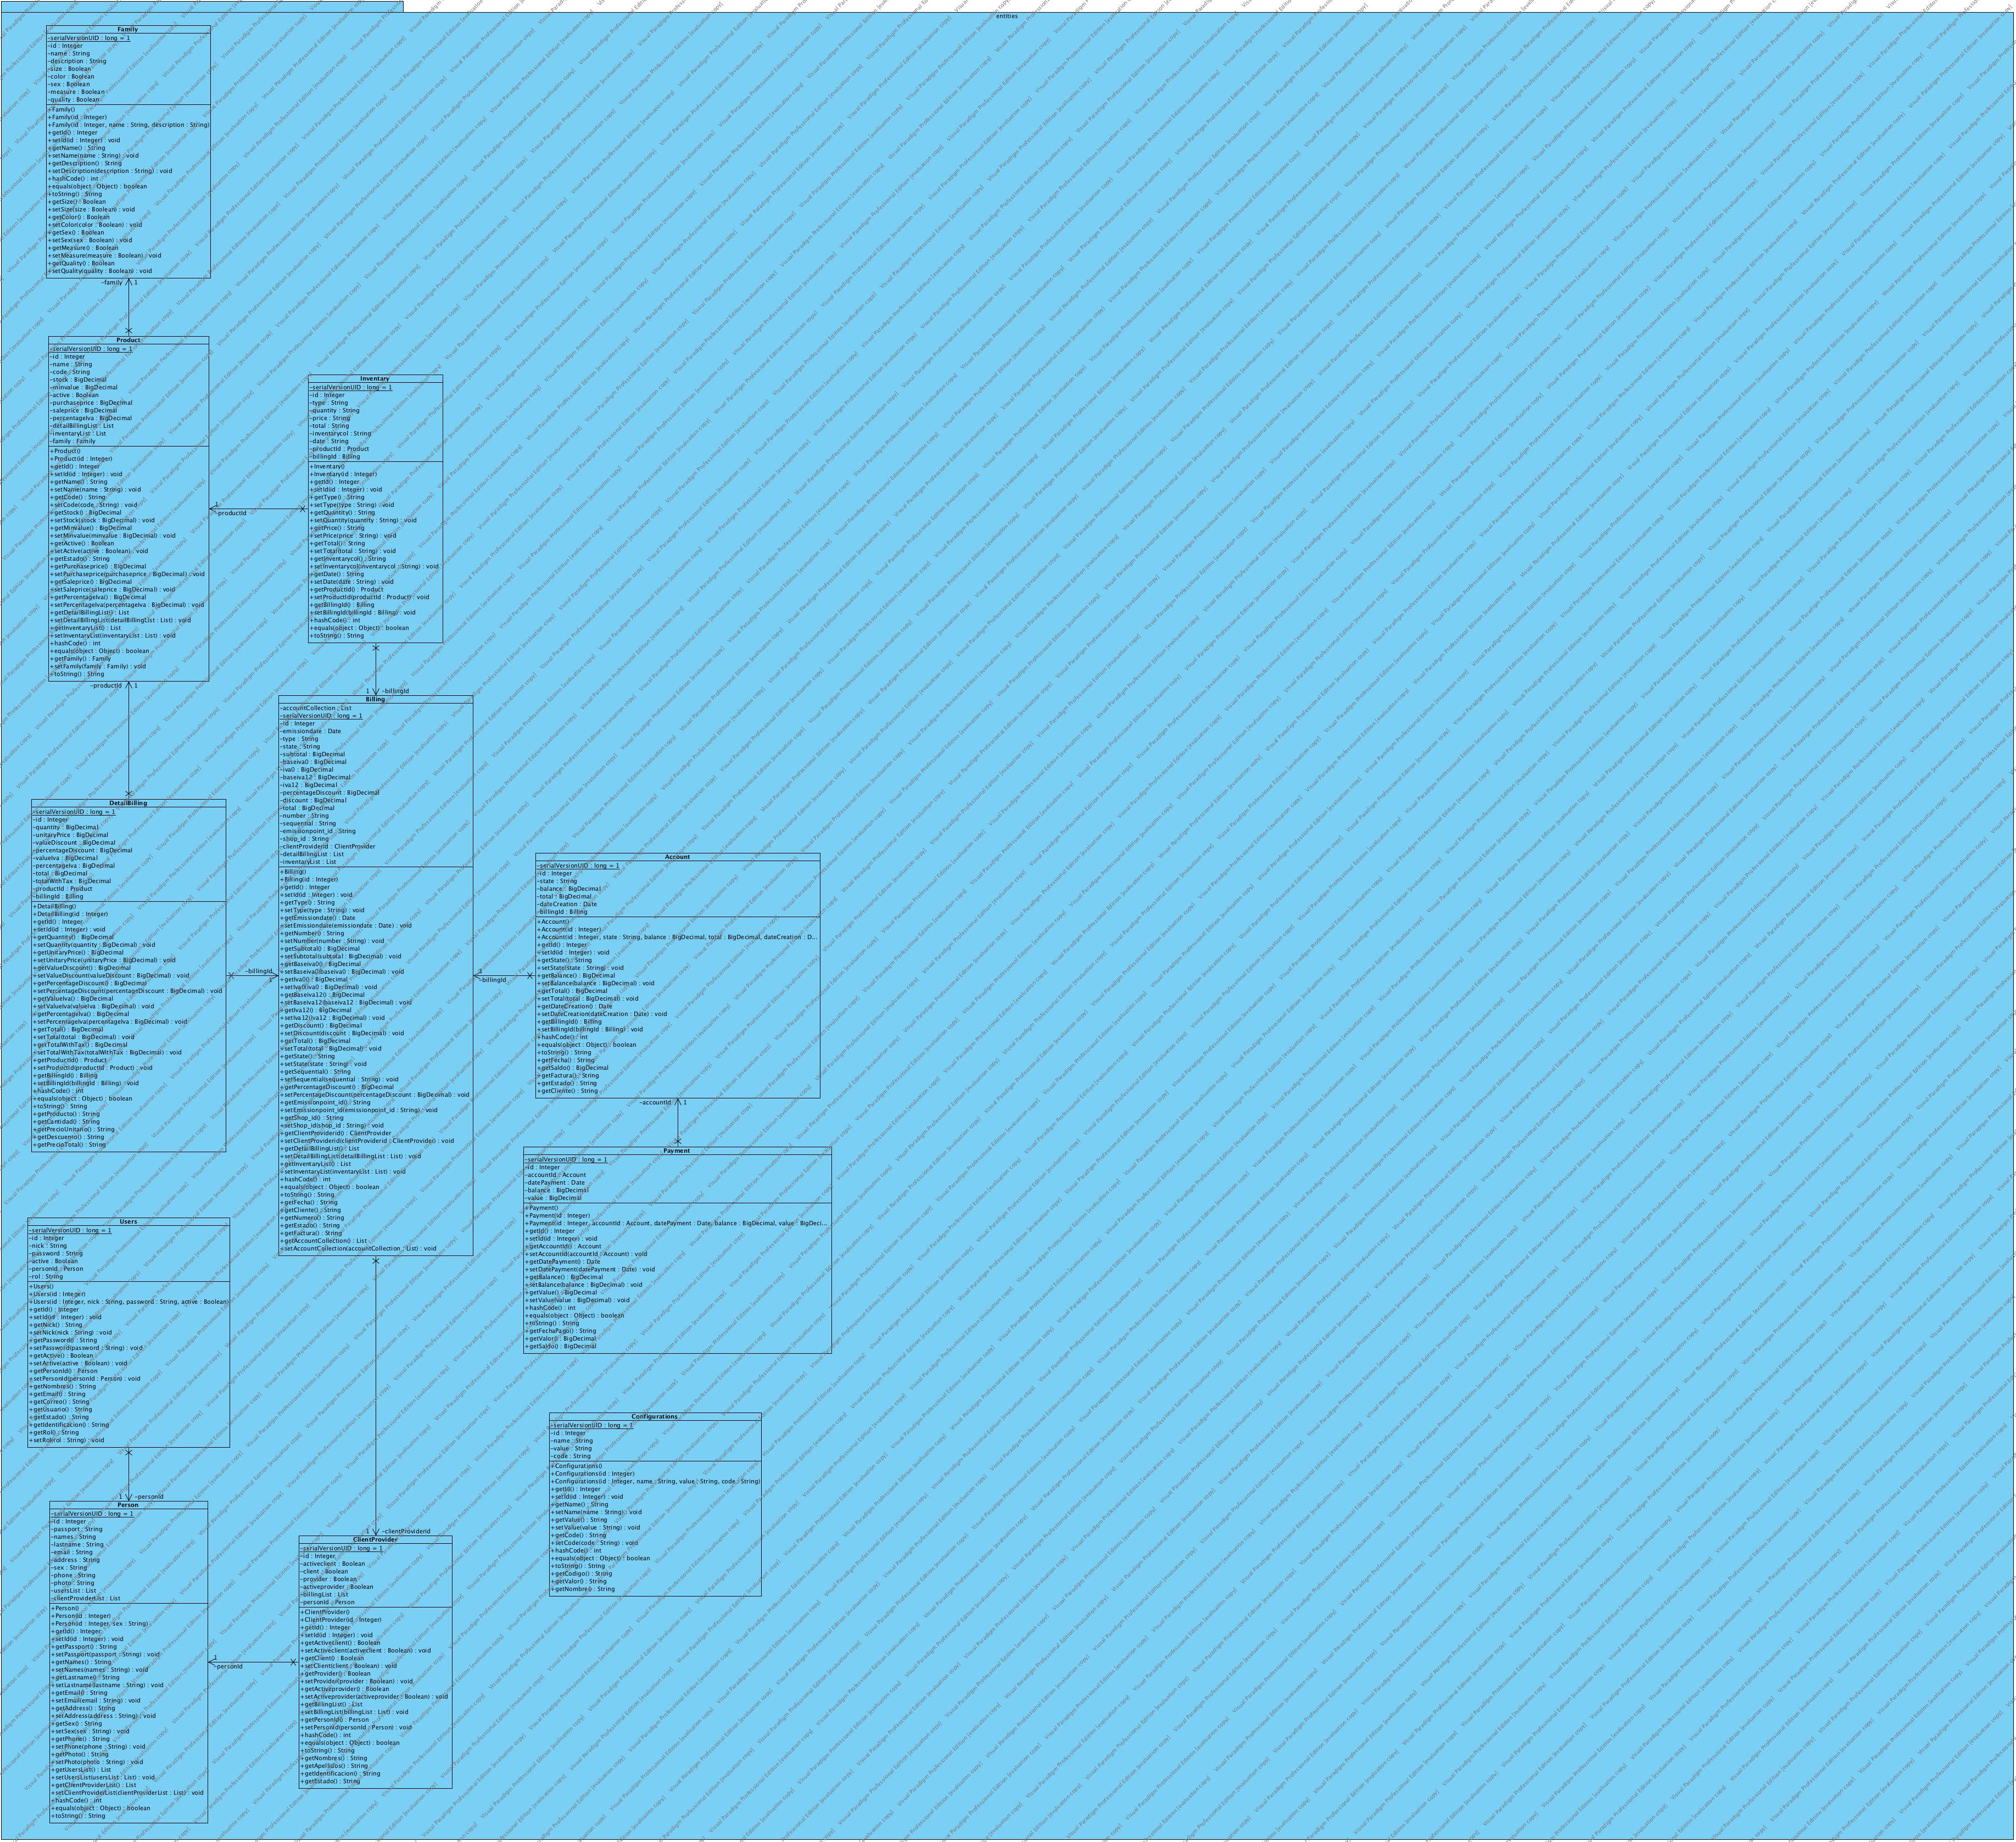 entities
Family
-serialVersionUID : long = 1
-id : Integer
-name : String
-description : String
-size : Boolean
-color : Boolean
-sex : Boolean
-measure : Boolean
-quality : Boolean
+Family()
+Family(id : Integer)
+Family(id : Integer, name : String, description : String)
+getId() : Integer
+setId(id : Integer) : void
+getName() : String
+setName(name : String) : void
+getDescription() : String
+setDescription(description : String) : void
+hashCode() : int
+equals(object : Object) : boolean
+toString() : String
+getSize() : Boolean
+setSize(size : Boolean) : void
+getColor() : Boolean
+setColor(color : Boolean) : void
+getSex() : Boolean
+setSex(sex : Boolean) : void
+getMeasure() : Boolean
+setMeasure(measure : Boolean) : void
+getQuality() : Boolean
+setQuality(quality : Boolean) : void
-family 1
Product
-serialVersionUID : long = 1
-id : Integer
-name : String
-code : String
-stock : BigDecimal
-minvalue : BigDecimal
-active : Boolean
-purchaseprice : BigDecimal
-saleprice : BigDecimal
-percentageIva : BigDecimal
-detailBillingList : List
-inventaryList : List
-family : Family
+Product()
+Product(id : Integer)
+getId() : Integer
+setId(id : Integer) : void
+getName() : String
+setName(name : String) : void
+getCode() : String
+setCode(code : String) : void
+getStock() : BigDecimal
+setStock(stock : BigDecimal) : void
+getMinvalue() : BigDecimal
+setMinvalue(minvalue : BigDecimal) : void
+getActive() : Boolean
+setActive(active : Boolean) : void
+getEstado() : String
+getPurchaseprice() : BigDecimal
+setPurchaseprice(purchaseprice : BigDecimal) : void
+getSaleprice() : BigDecimal
+setSaleprice(saleprice : BigDecimal) : void
+getPercentageIva() : BigDecimal
+setPercentageIva(percentageIva : BigDecimal) : void
+getDetailBillingList() : List
+setDetailBillingList(detailBillingList : List) : void
+getInventaryList() : List
+setInventaryList(inventaryList : List) : void
+hashCode() : int
+equals(object : Object) : boolean
+getFamily() : Family
+setFamily(family : Family) : void
+toString() : String
-productId 1
1
-productId
Inventary
-serialVersionUID : long = 1
-id : Integer
-type : String
-quantity : String
-price : String
-total : String
-inventarycol : String
-date : String
-productId : Product
-billingId : Billing
+Inventary()
+Inventary(id : Integer)
+getId() : Integer
+setId(id : Integer) : void
+getType() : String
+setType(type : String) : void
+getQuantity() : String
+setQuantity(quantity : String) : void
+getPrice() : String
+setPrice(price : String) : void
+getTotal() : String
+setTotal(total : String) : void
+getInventarycol() : String
+setInventarycol(inventarycol : String) : void
+getDate() : String
+setDate(date : String) : void
+getProductId() : Product
+setProductId(productId : Product) : void
+getBillingId() : Billing
+setBillingId(billingId : Billing) : void
+hashCode() : int
+equals(object : Object) : boolean
+toString() : String
1 -billingId
Billing
-accountCollection : List
-serialVersionUID : long = 1
-id : Integer
-emissiondate : Date
-type : String
-state : String
-subtotal : BigDecimal
-baseiva0 : BigDecimal
-iva0 : BigDecimal
-baseiva12 : BigDecimal
-iva12 : BigDecimal
-percentageDiscount : BigDecimal
-discount : BigDecimal
-total : BigDecimal
-number : String
-sequential : String
-emissionpoint_id : String
-shop_id : String
-clientProviderid : ClientProvider
-detailBillingList : List
-inventaryList : List
+Billing()
+Billing(id : Integer)
+getId() : Integer
+setId(id : Integer) : void
+getType() : String
+setType(type : String) : void
+getEmissiondate() : Date
+setEmissiondate(emissiondate : Date) : void
+getNumber() : String
+setNumber(number : String) : void
+getSubtotal() : BigDecimal
+setSubtotal(subtotal : BigDecimal) : void
+getBaseiva0() : BigDecimal
+setBaseiva0(baseiva0 : BigDecimal) : void
+getIva0() : BigDecimal
+setIva0(iva0 : BigDecimal) : void
+getBaseiva12() : BigDecimal
+setBaseiva12(baseiva12 : BigDecimal) : void
+getIva12() : BigDecimal
+setIva12(iva12 : BigDecimal) : void
+getDiscount() : BigDecimal
+setDiscount(discount : BigDecimal) : void
+getTotal() : BigDecimal
+setTotal(total : BigDecimal) : void
+getState() : String
+setState(state : String) : void
+getSequential() : String
+setSequential(sequential : String) : void
+getPercentageDiscount() : BigDecimal
+setPercentageDiscount(percentageDiscount : BigDecimal) : void
+getEmissionpoint_id() : String
+setEmissionpoint_id(emissionpoint_id : String) : void
+getShop_id() : String
+setShop_id(shop_id : String) : void
+getClientProviderid() : ClientProvider
+setClientProviderid(clientProviderid : ClientProvider) : void
+getDetailBillingList() : List
+setDetailBillingList(detailBillingList : List) : void
+getInventaryList() : List
+setInventaryList(inventaryList : List) : void
+hashCode() : int
+equals(object : Object) : boolean
+toString() : String
+getFecha() : String
+getCliente() : String
+getNumero() : String
+getEstado() : String
+getFactura() : String
+getAccountCollection() : List
+setAccountCollection(accountCollection : List) : void
DetailBilling
-serialVersionUID : long = 1
-id : Integer
-quantity : BigDecimal
-unitaryPrice : BigDecimal
-valueDiscount : BigDecimal
-percentageDiscount : BigDecimal
-valueIva : BigDecimal
-percentageIva : BigDecimal
-total : BigDecimal
-totalWithTax : BigDecimal
-productId : Product
-billingId : Billing
+DetailBilling()
+DetailBilling(id : Integer)
+getId() : Integer
+setId(id : Integer) : void
+getQuantity() : BigDecimal
+setQuantity(quantity : BigDecimal) : void
+getUnitaryPrice() : BigDecimal
+setUnitaryPrice(unitaryPrice : BigDecimal) : void
+getValueDiscount() : BigDecimal
+setValueDiscount(valueDiscount : BigDecimal) : void
+getPercentageDiscount() : BigDecimal
+setPercentageDiscount(percentageDiscount : BigDecimal) : void
+getValueIva() : BigDecimal
+setValueIva(valueIva : BigDecimal) : void
+getPercentageIva() : BigDecimal
+setPercentageIva(percentageIva : BigDecimal) : void
+getTotal() : BigDecimal
+setTotal(total : BigDecimal) : void
+getTotalWithTax() : BigDecimal
+setTotalWithTax(totalWithTax : BigDecimal) : void
+getProductId() : Product
+setProductId(productId : Product) : void
+getBillingId() : Billing
+setBillingId(billingId : Billing) : void
+hashCode() : int
+equals(object : Object) : boolean
+toString() : String
+getProducto() : String
+getCantidad() : String
+getPrecioUnitario() : String
+getDescuento() : String
+getPrecioTotal() : String
-billingId
1
1
-billingId
Account
-serialVersionUID : long = 1
-id : Integer
-state : String
-balance : BigDecimal
-total : BigDecimal
-dateCreation : Date
-billingId : Billing
+Account()
+Account(id : Integer)
+Account(id : Integer, state : String, balance : BigDecimal, total : BigDecimal, dateCreation : D...
+getId() : Integer
+setId(id : Integer) : void
+getState() : String
+setState(state : String) : void
+getBalance() : BigDecimal
+setBalance(balance : BigDecimal) : void
+getTotal() : BigDecimal
+setTotal(total : BigDecimal) : void
+getDateCreation() : Date
+setDateCreation(dateCreation : Date) : void
+getBillingId() : Billing
+setBillingId(billingId : Billing) : void
+hashCode() : int
+equals(object : Object) : boolean
+toString() : String
+getFecha() : String
+getSaldo() : BigDecimal
+getFactura() : String
+getEstado() : String
+getCliente() : String
-accountId 1
Payment
-serialVersionUID : long = 1
-id : Integer
-accountId : Account
-datePayment : Date
-balance : BigDecimal
-value : BigDecimal
+Payment()
+Payment(id : Integer)
+Payment(id : Integer, accountId : Account, datePayment : Date, balance : BigDecimal, value : BigDeci...
+getId() : Integer
+setId(id : Integer) : void
+getAccountId() : Account
+setAccountId(accountId : Account) : void
+getDatePayment() : Date
+setDatePayment(datePayment : Date) : void
+getBalance() : BigDecimal
+setBalance(balance : BigDecimal) : void
+getValue() : BigDecimal
+setValue(value : BigDecimal) : void
+hashCode() : int
+equals(object : Object) : boolean
+toString() : String
+getFechaPago() : String
+getValor() : BigDecimal
+getSaldo() : BigDecimal
Users
-serialVersionUID : long = 1
-id : Integer
-nick : String
-password : String
-active : Boolean
-personId : Person
-rol : String
+Users()
+Users(id : Integer)
+Users(id : Integer, nick : String, password : String, active : Boolean)
+getId() : Integer
+setId(id : Integer) : void
+getNick() : String
+setNick(nick : String) : void
+getPassword() : String
+setPassword(password : String) : void
+getActive() : Boolean
+setActive(active : Boolean) : void
+getPersonId() : Person
+setPersonId(personId : Person) : void
+getNombres() : String
+getEmail() : String
+getCorreo() : String
+getUsuario() : String
+getEstado() : String
+getIdentificacion() : String
+getRol() : String
+setRol(rol : String) : void
1 -personId
Person
-serialVersionUID : long = 1
-id : Integer
-passport : String
-names : String
-lastname : String
-email : String
-address : String
-sex : String
-phone : String
-photo : String
-usersList : List
-clientProviderList : List
+Person()
+Person(id : Integer)
+Person(id : Integer, sex : String)
+getId() : Integer
+setId(id : Integer) : void
+getPassport() : String
+setPassport(passport : String) : void
+getNames() : String
+setNames(names : String) : void
+getLastname() : String
+setLastname(lastname : String) : void
+getEmail() : String
+setEmail(email : String) : void
+getAddress() : String
+setAddress(address : String) : void
+getSex() : String
+setSex(sex : String) : void
+getPhone() : String
+setPhone(phone : String) : void
+getPhoto() : String
+setPhoto(photo : String) : void
+getUsersList() : List
+setUsersList(usersList : List) : void
+getClientProviderList() : List
+setClientProviderList(clientProviderList : List) : void
+hashCode() : int
+equals(object : Object) : boolean
+toString() : String
1
-personId
1 -clientProviderid
ClientProvider
-serialVersionUID : long = 1
-id : Integer
-activeclient : Boolean
-client : Boolean
-provider : Boolean
-activeprovider : Boolean
-billingList : List
-personId : Person
+ClientProvider()
+ClientProvider(id : Integer)
+getId() : Integer
+setId(id : Integer) : void
+getActiveclient() : Boolean
+setActiveclient(activeclient : Boolean) : void
+getClient() : Boolean
+setClient(client : Boolean) : void
+getProvider() : Boolean
+setProvider(provider : Boolean) : void
+getActiveprovider() : Boolean
+setActiveprovider(activeprovider : Boolean) : void
+getBillingList() : List
+setBillingList(billingList : List) : void
+getPersonId() : Person
+setPersonId(personId : Person) : void
+hashCode() : int
+equals(object : Object) : boolean
+toString() : String
+getNombres() : String
+getApellidos() : String
+getIdentificacion() : String
+getEstado() : String
Configurations
-serialVersionUID : long = 1
-id : Integer
-name : String
-value : String
-code : String
+Configurations()
+Configurations(id : Integer)
+Configurations(id : Integer, name : String, value : String, code : String)
+getId() : Integer
+setId(id : Integer) : void
+getName() : String
+setName(name : String) : void
+getValue() : String
+setValue(value : String) : void
+getCode() : String
+setCode(code : String) : void
+hashCode() : int
+equals(object : Object) : boolean
+toString() : String
+getCodigo() : String
+getValor() : String
+getNombre() : String
Visual Paradigm Professional Edition [evaluation copy]